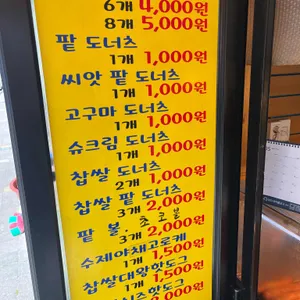 6개 4,000원
8개 5,000원
팥 도너츠
1개 1,000원
씨앗 팥 도너츠
1개 1,000원
고구마 도너츠
1개 1,000원
슈크림 도너츠
1개 1,000원
찹쌀 도너츠
2개 1,000원
찹쌀 팥 도너츠
3개 2,000원
팥 볼, 초코볼
3개 2,000원
수제야채고로케
1개 1,500원
찹쌀대왕핫도그
1개 1,500원